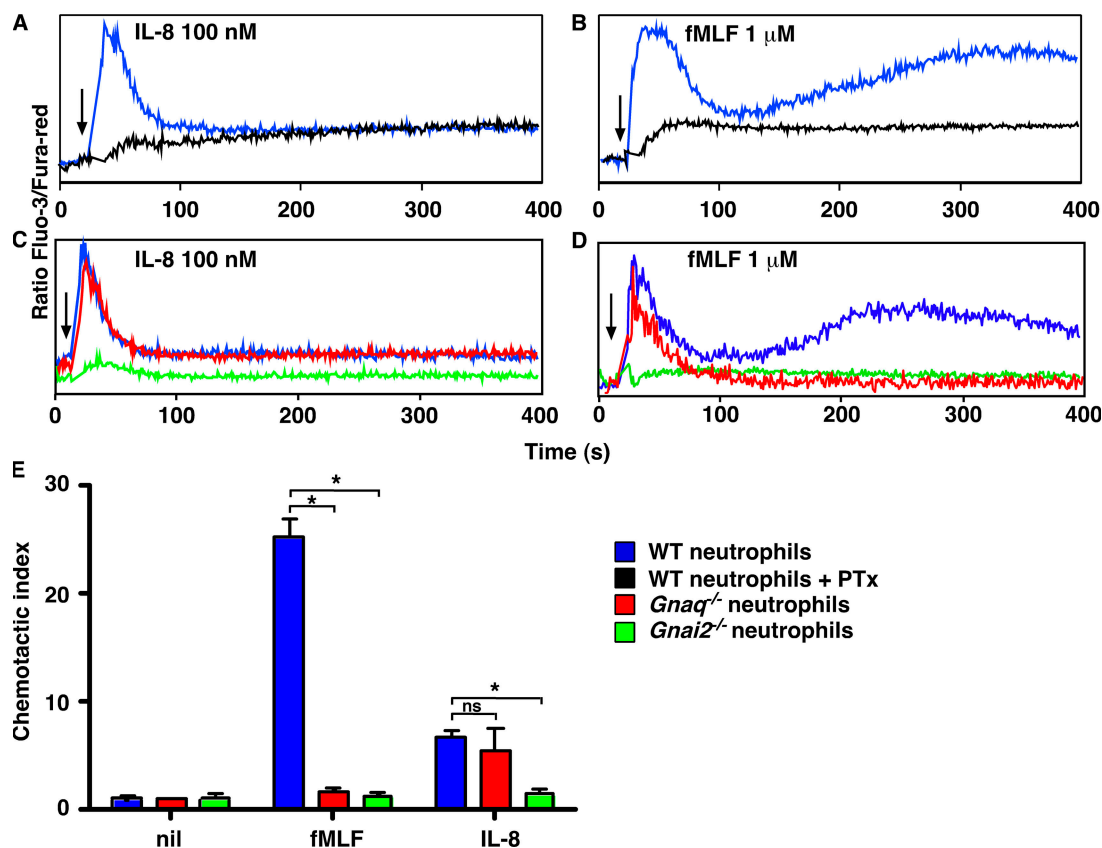 A
IL-8 100 nM
B
fMLF 1 µM
0 100 200 300 400
0 100 200 300 400
Ratio Fluo-3/Fura-red
C
IL-8 100 nM
D
fMLF 1 µM
0 100 200 300 400
0 100 200 300 400
Time (s)
E
Chemotactic index
30
20
10
0
*
*
*
ns
nil fMLF IL-8
WT neutrophils
WT neutrophils + PTx
Gnaq-/- neutrophils
Gnai2-/- neutrophils